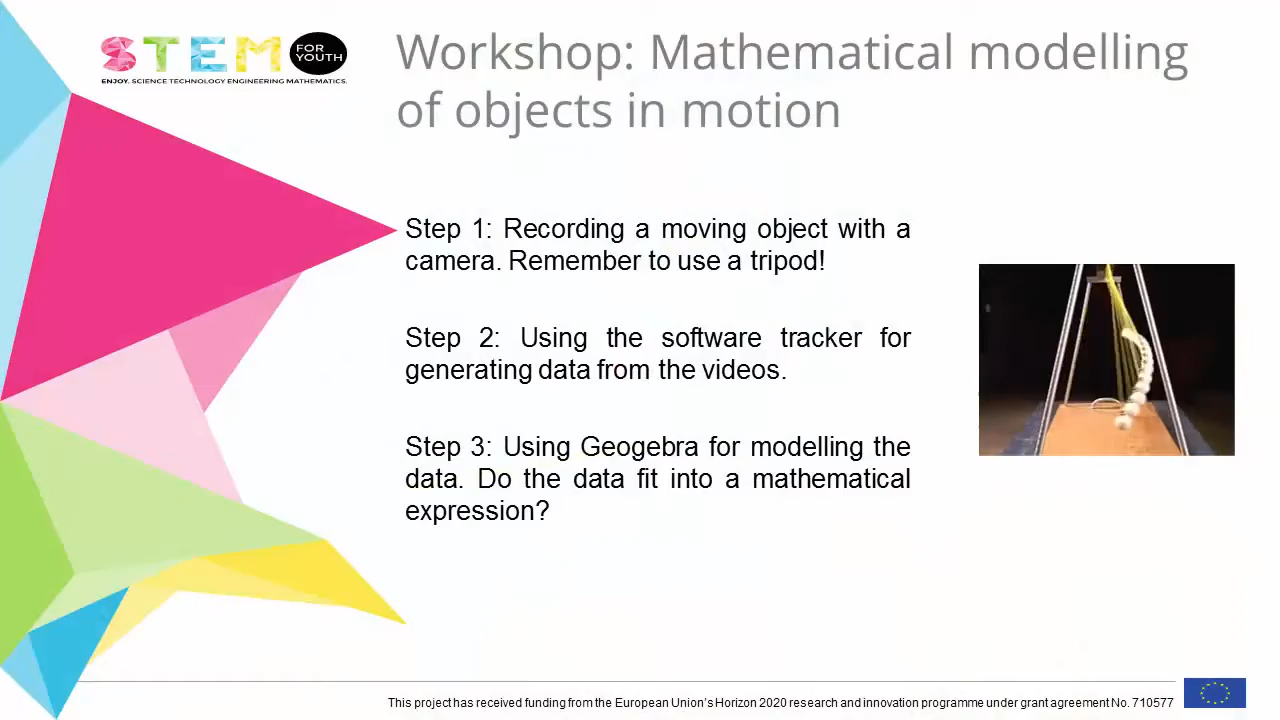 STEM
FOR
YOUTH
ENJOY. SCIENCE TECHNOLOGY ENGINEERING MATHEMATICS.
Workshop: Mathematical modelling
of objects in motion
Step 1: Recording a moving object with a
camera. Remember to use a tripod!
Step 2: Using the software tracker for
generating data from the videos.
Step 3: Using Geogebra for modelling the
data. Do the data fit into a mathematical
expression?
This project has received funding from the European Union's Horizon 2020 research and innovation programme under grant agreement No. 710577